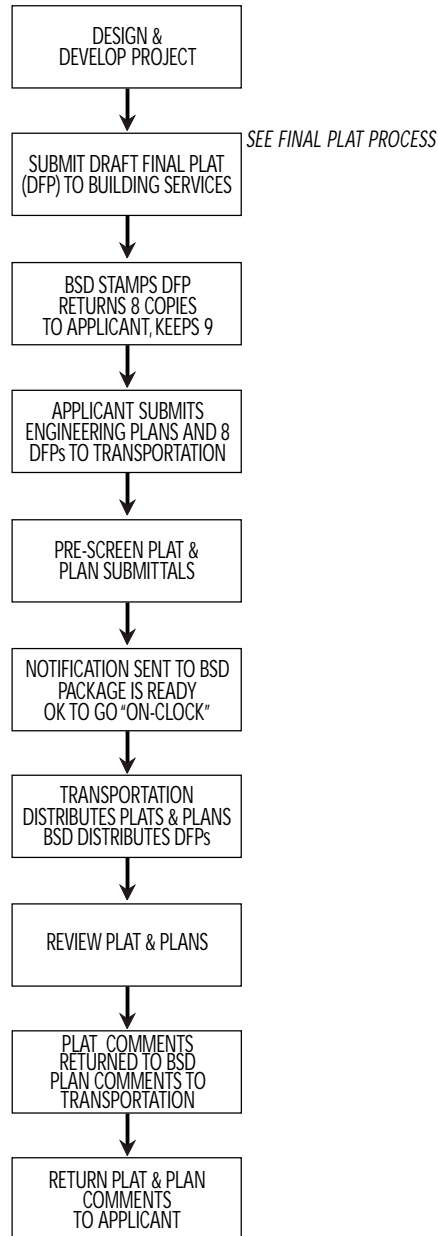 DESIGN &
DEVELOP PROJECT
SEE FINAL PLAT PROCESS
SUBMIT DRAFT FINAL PLAT
(DFP) TO BUILDING SERVICES
BSD STAMPS DFP
RETURNS 8 COPIES
TO APPLICANT, KEEPS 9
APPLICANT SUBMITS
ENGINEERING PLANS AND 8
DFPs TO TRANSPORTATION
PRE-SCREEN PLAT &
PLAN SUBMITTALS
NOTIFICATION SENT TO BSD
PACKAGE IS READY
OK TO GO "ON-CLOCK"
TRANSPORTATION
DISTRIBUTES PLATS & PLANS
BSD DISTRIBUTES DFPs
REVIEW PLAT & PLANS
PLAT COMMENTS
RETURNED TO BSD
PLAN COMMENTS TO
TRANSPORTATION
RETURN PLAT & PLAN
COMMENTS
TO APPLICANT